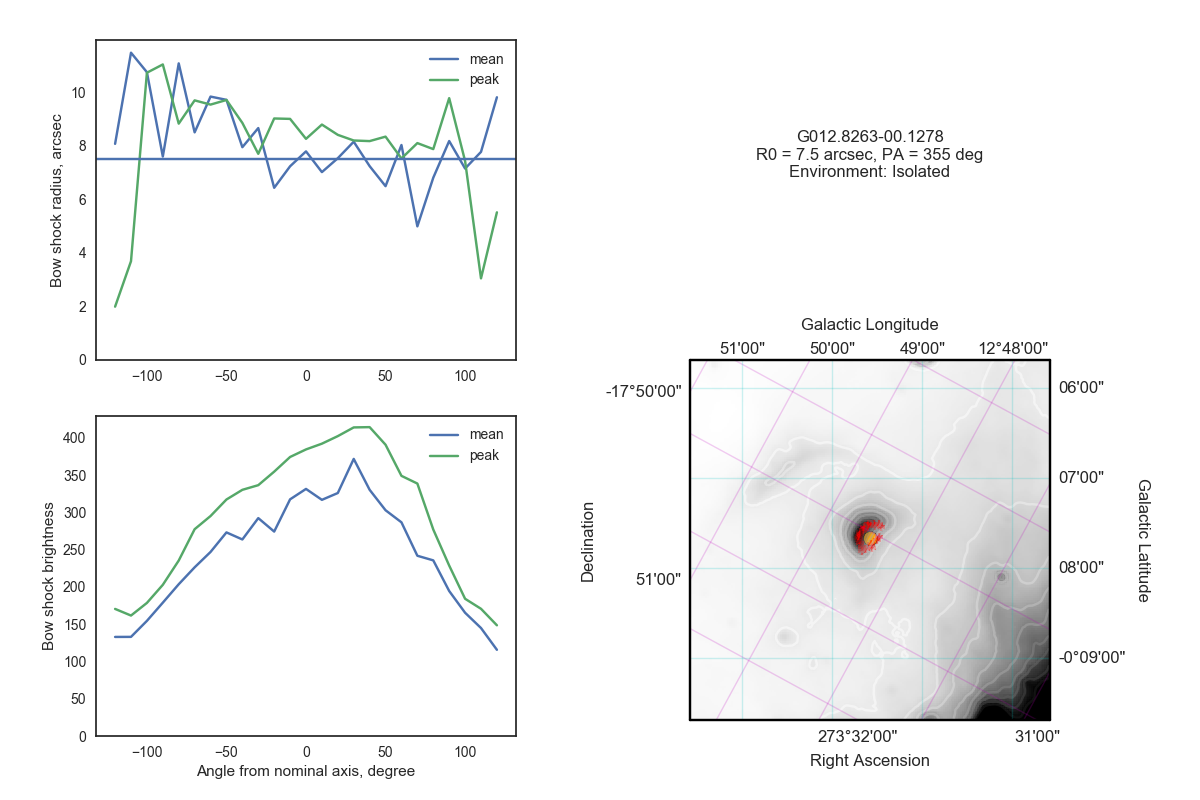 mean
peak
10
8
6
4
2
0
Bow shock radius, arcsec
−100 −50 0 50 100
mean
peak
400
350
300
250
200
150
100
50
0
Bow shock brightness
−100 −50 0 50 100
Angle from nominal axis, degree
G012.8263-00.1278
R0 = 7.5 arcsec, PA = 355 deg
Environment: Isolated
Galactic Longitude
51'00" 50'00" 49'00" 12°48'00"
-17°50'00"
51'00"
Declination
06'00"
07'00"
08'00"
-0°09'00"
Galactic Latitude
273°32'00" 31'00"
Right Ascension